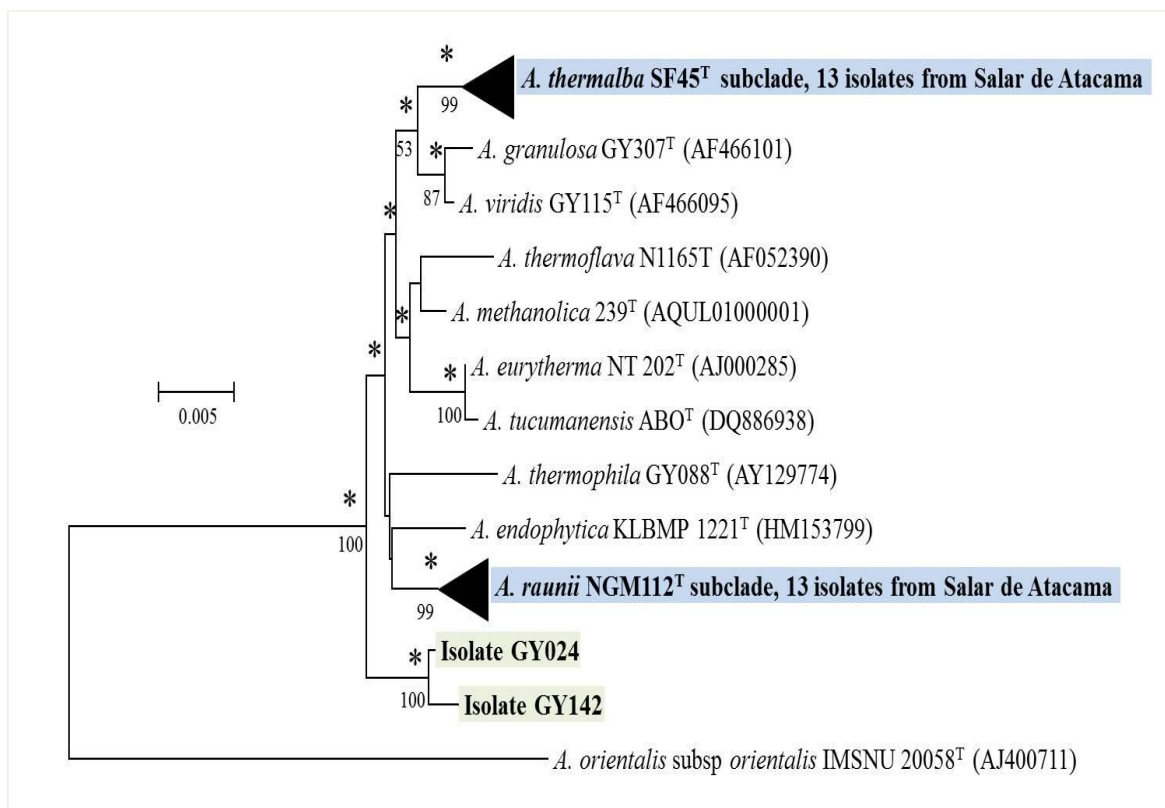 *
A. thermalba SF45T subclade, 13 isolates from Salar de Atacama
99
*
53
*
A. granulosa GY307T (AF466101)
87
A. viridis GY115T (AF466095)
*
A. thermoflava N1165T (AF052390)
*
A. methanolica 239T (AQUL01000001)
*
*
A. eurytherma NT 202T (AJ000285)
0.005
100
A. tucumanensis ABOT (DQ886938)
A. thermophila GY088T (AY129774)
*
100
A. endophytica KLBMP 1221T (HM153799)
*
A. raunii NGM112T subclade, 13 isolates from Salar de Atacama
99
*
Isolate GY024
100
Isolate GY142
A. orientalis subsp orientalis IMSNU 20058T (AJ400711)